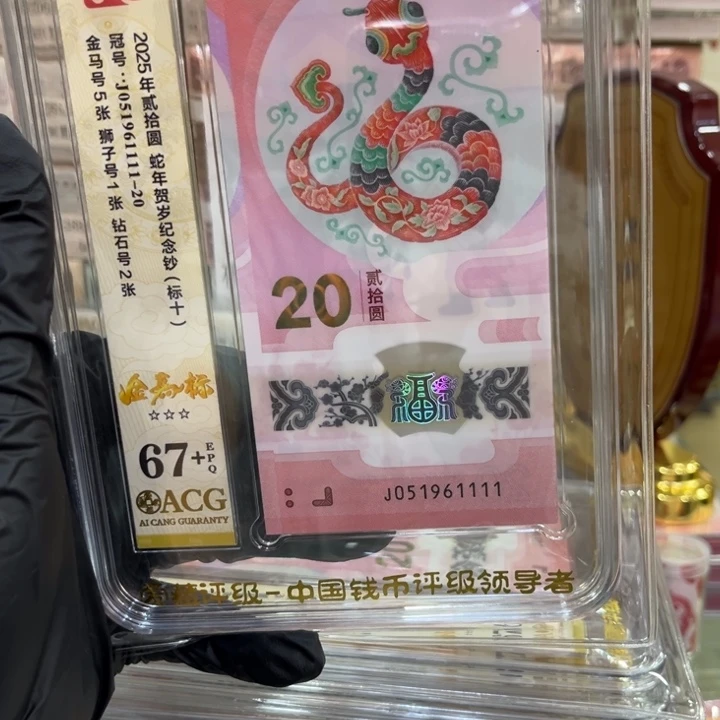 2025年贰拾圆 蛇年贺岁纪念钞(标十)
冠号:J051961111-20
金马号5张 狮子号1张 钻石号2张
金马标
☆☆☆
67+EPQ
ACG
AI CANG GUARANTY
20
贰拾圆
J051961111
评级-中国钱币评级领导者